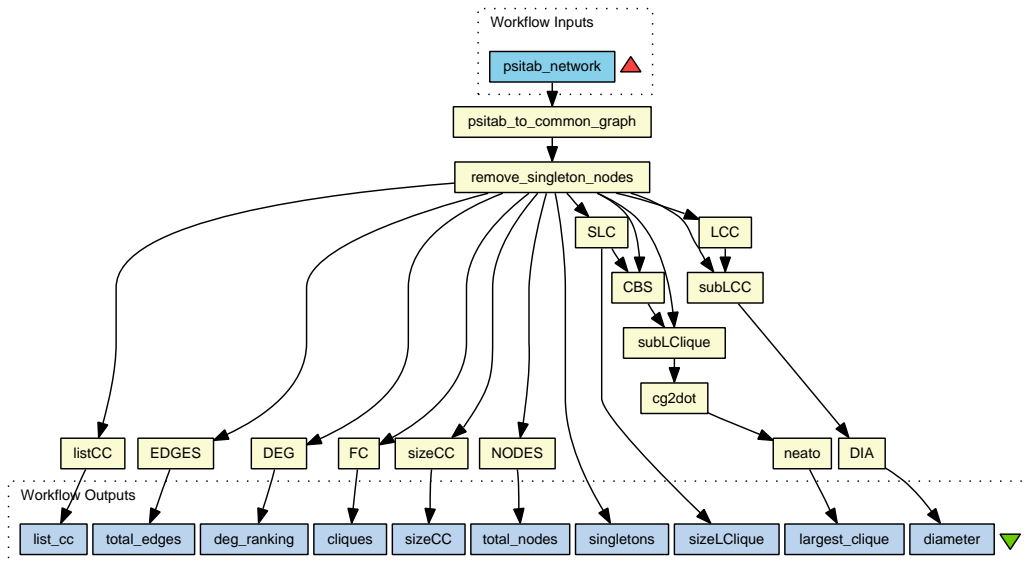 Workflow Inputs
psitab_network
psitab_to_common_graph
remove_singleton_nodes
SLC
LCC
CBS
subLCC
subLClique
cg2dot
listCC
EDGES
DEG
FC
sizeCC
NODES
neato
DIA
Workflow Outputs
list_cc
total_edges
deg_ranking
cliques
sizeCC
total_nodes
singletons
sizeLClique
largest_clique
diameter